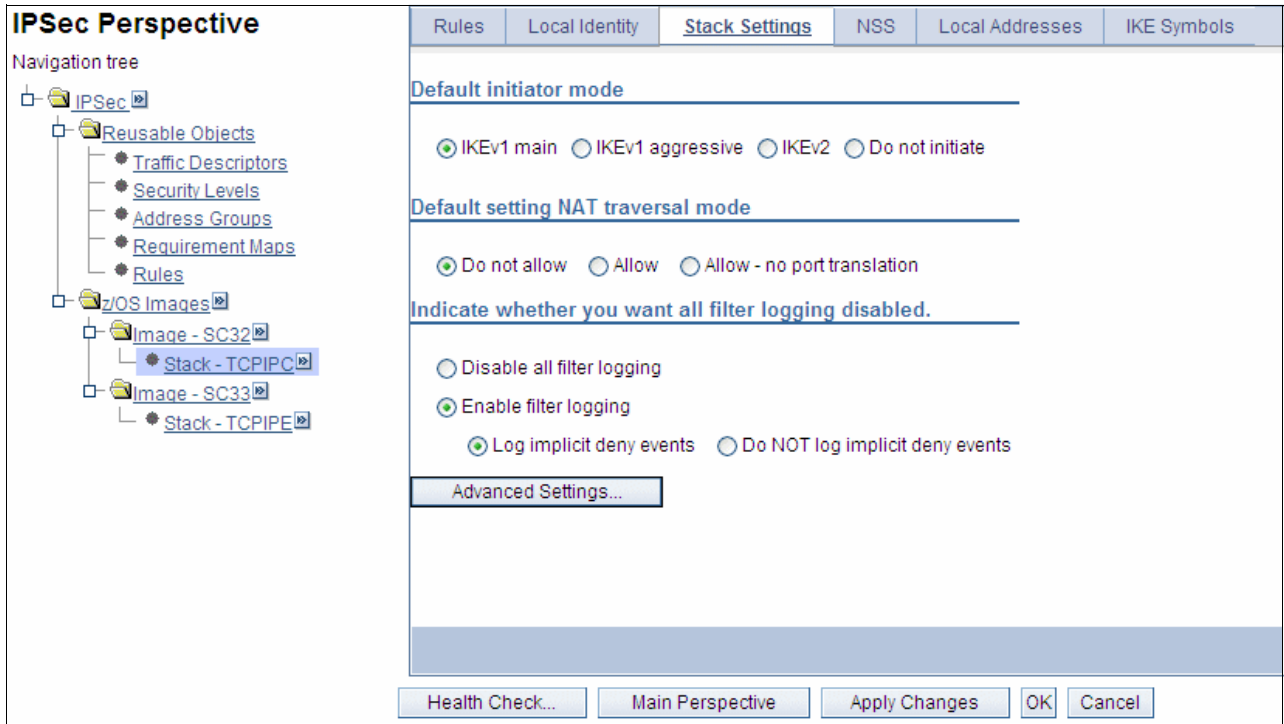 IPSec Perspective
Navigation tree
IPSec
Reusable Objects
Traffic Descriptors
Security Levels
Address Groups
Requirement Maps
Rules
z/OS Images
Image - SC32
Stack - TCPIPC
Image - SC33
Stack - TCPIPE
Rules Local Identity Stack Settings NSS Local Addresses IKE Symbols
Default initiator mode
IKEv1 main IKEv1 aggressive IKEv2 Do not initiate
Default setting NAT traversal mode
Do not allow Allow Allow - no port translation
Indicate whether you want all filter logging disabled.
Disable all filter logging
Enable filter logging
Log implicit deny events Do NOT log implicit deny events
Advanced Settings...
Health Check... Main Perspective Apply Changes OK Cancel